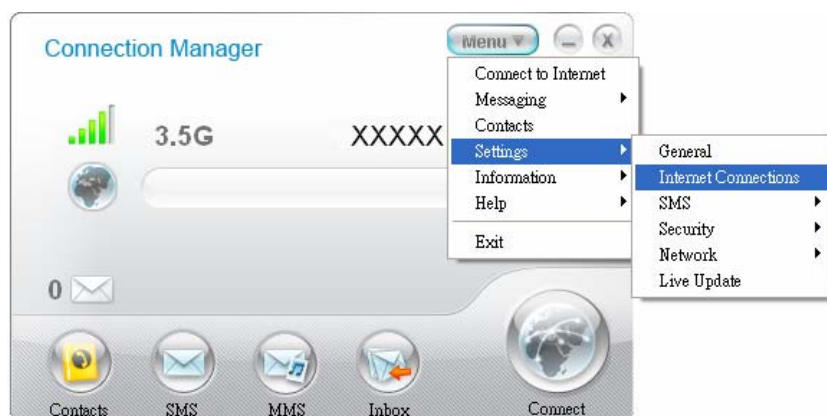 Connection Manager
Menu
X
Connect to Internet
Messaging
Contacts
Settings
Information
Help
Exit
General
Internet Connections
SMS
Security
Network
Live Update
3.5G
XXXXX
0
Contacts
SMS
MMS
Inbox
Connect